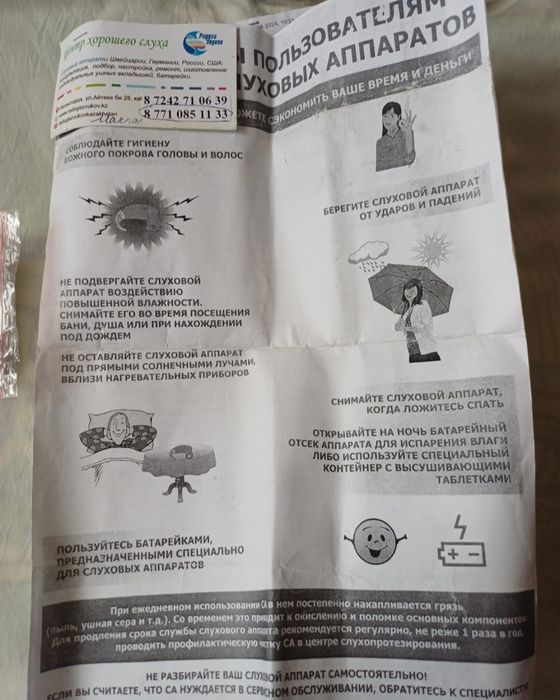 Центр хорошего слуха
Радуга Звуков
Слуховые аппараты Швейцарии, Германии, России, США:
подбор, настройка, ремонт, изготовление
индивидуальных ушных вкладышей, батарейки.
ул.Айтеке би 28,
8 7242 71 06 39
8 771 085 11 33
2024,
ПОЛЬЗОВАТЕЛЯМ
СЛУХОВЫХ АППАРАТОВ
СЭКОНОМИТЬ ВАШЕ ВРЕМЯ И ДЕНЬГИ
СОБЛЮДАЙТЕ ГИГИЕНУ
КОЖНОГО ПОКРОВА ГОЛОВЫ И ВОЛОС
БЕРЕГИТЕ СЛУХОВОЙ АППАРАТ
ОТ УДАРОВ И ПАДЕНИЙ
НЕ ПОДВЕРГАЙТЕ СЛУХОВОЙ
АППАРАТ ВОЗДЕЙСТВИЮ
ПОВЫШЕННОЙ ВЛАЖНОСТИ.
СНИМАЙТЕ ЕГО ВО ВРЕМЯ ПОСЕЩЕНИЯ
БАНИ, ДУША ИЛИ ПРИ НАХОЖДЕНИИ
ПОД ДОЖДЕМ
НЕ ОСТАВЛЯЙТЕ СЛУХОВОЙ АППАРАТ
ПОД ПРЯМЫМИ СОЛНЕЧНЫМИ ЛУЧАМИ,
ВБЛИЗИ НАГРЕВАТЕЛЬНЫХ ПРИБОРОВ
СНИМАЙТЕ СЛУХОВОЙ АППАРАТ,
КОГДА ЛОЖИТЕСЬ СПАТЬ
ОТКРЫВАЙТЕ НА НОЧЬ БАТАРЕЙНЫЙ
ОТСЕК АППАРАТА ДЛЯ ИСПАРЕНИЯ ВЛАГИ
ЛИБО ИСПОЛЬЗУЙТЕ СПЕЦИАЛЬНЫЙ
КОНТЕЙНЕР С ВЫСУШИВАЮЩИМИ
ТАБЛЕТКАМИ
ПОЛЬЗУЙТЕСЬ БАТАРЕЙКАМИ,
ПРЕДНАЗНАЧЕННЫМИ СПЕЦИАЛЬНО
ДЛЯ СЛУХОВЫХ АППАРАТОВ
При ежедневном использовании СА в нем постепенно накапливается грязь
(пыль, ушная сера и т.д.). Со временем это приводит к окислению и поломке основных компонентов.
Для продления срока службы слухового аппарата рекомендуется регулярно, не реже 1 раза в год
проводить профилактическую чистку СА в центре слухопротезирования.
НЕ РАЗБИРАЙТЕ ВАШ СЛУХОВОЙ АППАРАТ САМОСТОЯТЕЛЬНО!
ЕСЛИ ВЫ СЧИТАЕТЕ, ЧТО СА НУЖДАЕТСЯ В СЕРВИСНОМ ОБСЛУЖИВАНИИ, ОБРАТИТЕСЬ К СПЕЦИАЛИСТУ